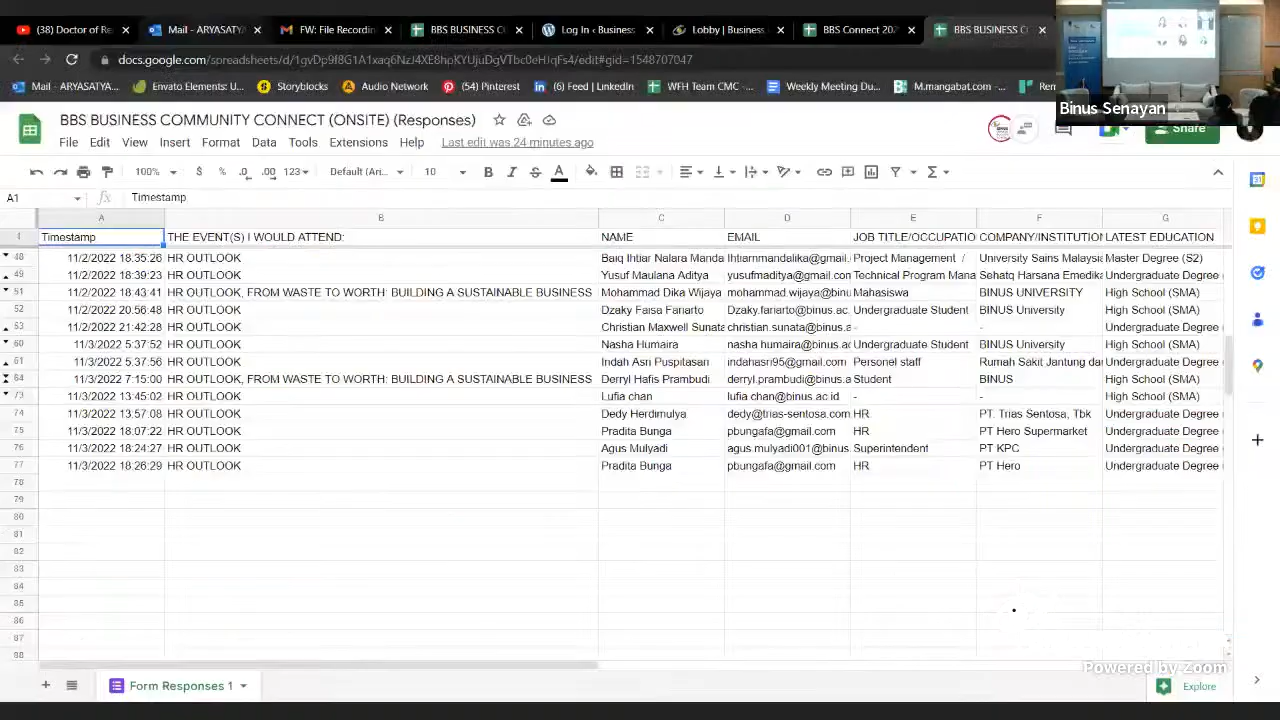 (38) Doctor of Re
Mail - ARYASATY
FW: File Recordin
BBS BUSINESS CO
Log In ‹ Busines
Lobby | Business
BBS Connect 202
BBS BUSINESS C
Mail - ARYASATYA...
Envato Elements - U...
Storyblocks
Audio Network
(54) Pinterest
(6) Feed | LinkedIn
WFH Team CMC -...
Weekly Meeting Du...
M.mangabat.com -...
Rem
Binus Senayan
BBS BUSINESS COMMUNITY CONNECT (ONSITE) (Responses)
Share
File Edit View Insert Format Data Tools Extensions Help Last edit was 24 minutes ago
100% $ % .0 .00 123 Default (Ari... 10 B I S A
A1 fx Timestamp
A B C D E F G
1 Timestamp THE EVENT(S) I WOULD ATTEND: NAME EMAIL JOB TITLE/OCCUPATIO COMPANY/INSTITUTION LATEST EDUCATION
48 11/2/2022 18:35:26 HR OUTLOOK Baiq Ihtiar Nalara Manda Project Management / University Sains Malaysia Master Degree (S2)
49 11/2/2022 18:39:23 HR OUTLOOK Yusuf Maulana Aditya yusufmaditya@gmail.con Technical Program Mana Sehatq Harsana Emedika Undergraduate Degree
51 11/2/2022 18:43:41 HR OUTLOOK, FROM WASTE TO WORTH: BUILDING A SUSTAINABLE BUSINESS Mohammad Dika Wijaya mohammad.wijaya@binu Mahasiswa BINUS UNIVERSITY High School (SMA)
52 11/2/2022 20:56:48 HR OUTLOOK Dzaky Faisa Farianto Dzaky.farianto@binus.ac Undergraduate Student BINUS University High School (SMA)
53 11/2/2022 21:42:28 HR OUTLOOK Christian Maxwell Sunata christian.sunata@binus.a - - Undergraduate Degree
60 11/3/2022 5:37:52 HR OUTLOOK Nasha Humaira nasha.humaira@binus.a Undergraduate Student BINUS University High School (SMA)
61 11/3/2022 5:37:56 HR OUTLOOK Indah Asri Puspitasari indahasri95@gmail.com Personel staff Rumah Sakit Jantung dan Undergraduate Degree
64 11/3/2022 7:15:00 HR OUTLOOK, FROM WASTE TO WORTH: BUILDING A SUSTAINABLE BUSINESS Derryl Hafis Prambudi derryl.prambudi@binus.a Student BINUS High School (SMA)
73 11/3/2022 13:45:02 HR OUTLOOK Lufia chan lufia.chan@binus.ac.id - - High School (SMA)
74 11/3/2022 13:57:08 HR OUTLOOK Dedy Herdimulya dedy@trias-sentosa.com HR PT. Trias Sentosa, Tbk Undergraduate Degree
75 11/3/2022 18:07:22 HR OUTLOOK Pradita Bunga pbungafa@gmail.com HR PT Hero Supermarket Undergraduate Degree
76 11/3/2022 18:24:27 HR OUTLOOK Agus Mulyadi agus.mulyadi001@binus. Superintendent PT KPC Undergraduate Degree
77 11/3/2022 18:26:29 HR OUTLOOK Pradita Bunga pbungafa@gmail.com HR PT Hero Undergraduate Degree
78
79
80
81
82
83
84
85
86
87
88
Powered by Zoom
Form Responses 1
Explore